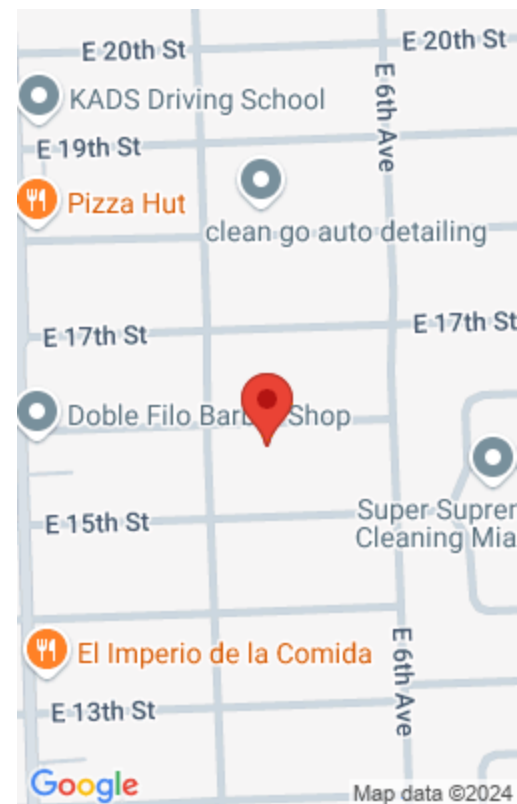 E 20th St
E 20th St
KADS Driving School
E 6th Ave
E 19th St
Pizza Hut
clean go auto detailing
E 17th St
E 17th St
Doble Filo Bar Shop
E 15th St
Super Suprem
Cleaning Mia
El Imperio de la Comida
E 6th Ave
E 13th St
Google
Map data ©2024